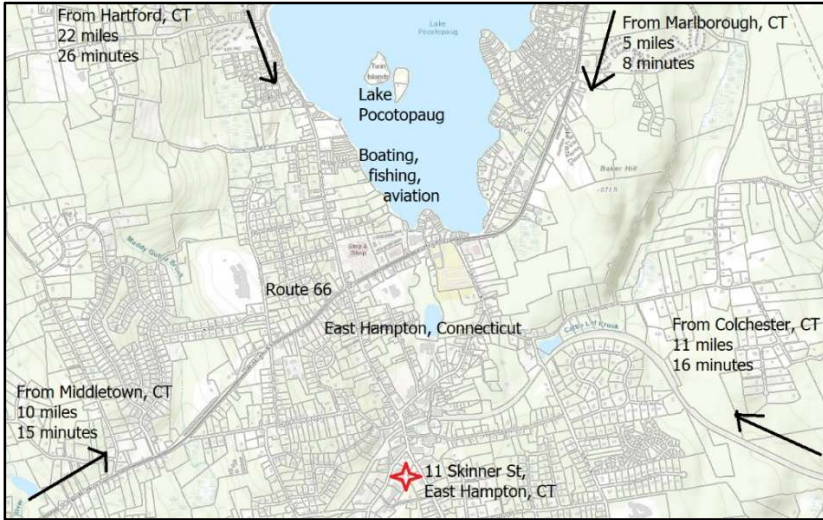 From Hartford, CT
22 miles
26 minutes
Lake
Pocotopaug
From Marlborough, CT
5 miles
8 minutes
Twin
Islands
Lake
Pocotopaug
Boating,
fishing,
aviation
Baker Hill
Stop &
Shop
Route 66
East Hampton, Connecticut
From Colchester, CT
11 miles
16 minutes
From Middletown, CT
10 miles
15 minutes
11 Skinner St,
East Hampton, CT